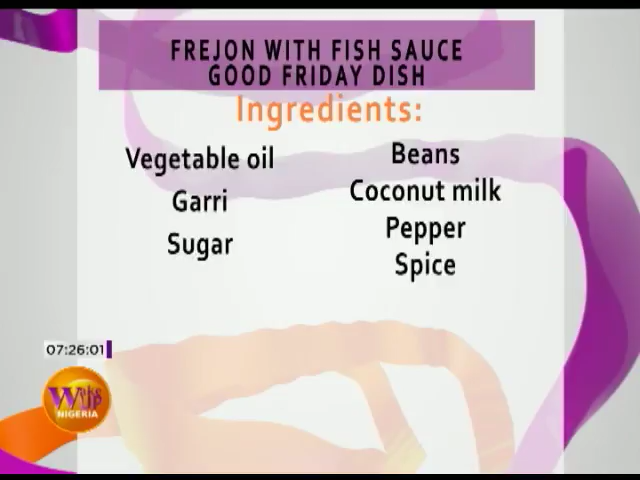 FREJON WITH FISH SAUCE
GOOD FRIDAY DISH
Ingredients:
Vegetable oil
Garri
Sugar
Beans
Coconut milk
Pepper
Spice
07:26:01
Wake
UP
NIGERIA